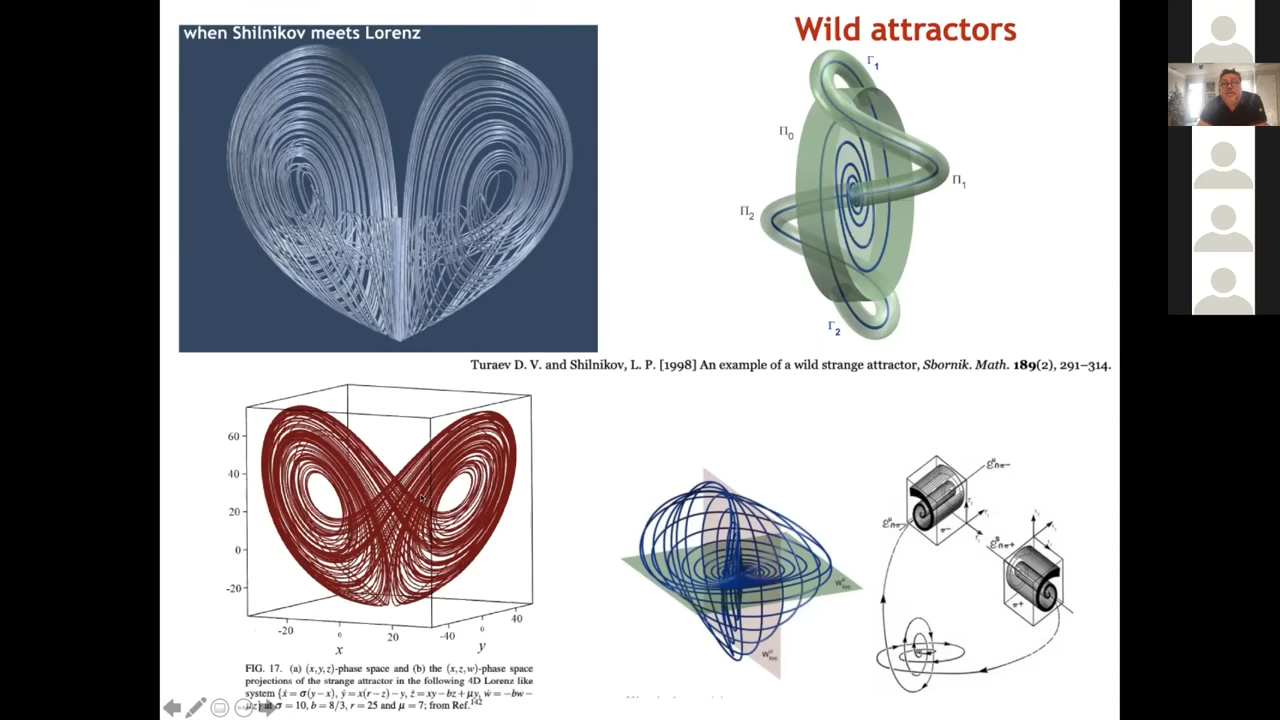 when Shilnikov meets Lorenz
Wild attractors
Γ1
Π0
Π1
Π2
Γ2
Turaev D. V. and Shilnikov, L. P. [1998] An example of a wild strange attractor, Sbornik. Math. 189(2), 291–314.
60
40
20
0
-20
-20
0
20
x
-40
0
40
y
FIG. 17. (a) (x,y,z)-phase space and (b) the (x,z,w)-phase space
projections of the strange attractor in the following 4D Lorenz like
system {ẋ = σ(y−x), ẏ = x(r−z)−y, ż = xy−bz+μy, ẇ = −bw−
μz} at σ = 10, b = 8/3, r = 25 and μ = 7; from Ref.142
π−
π+